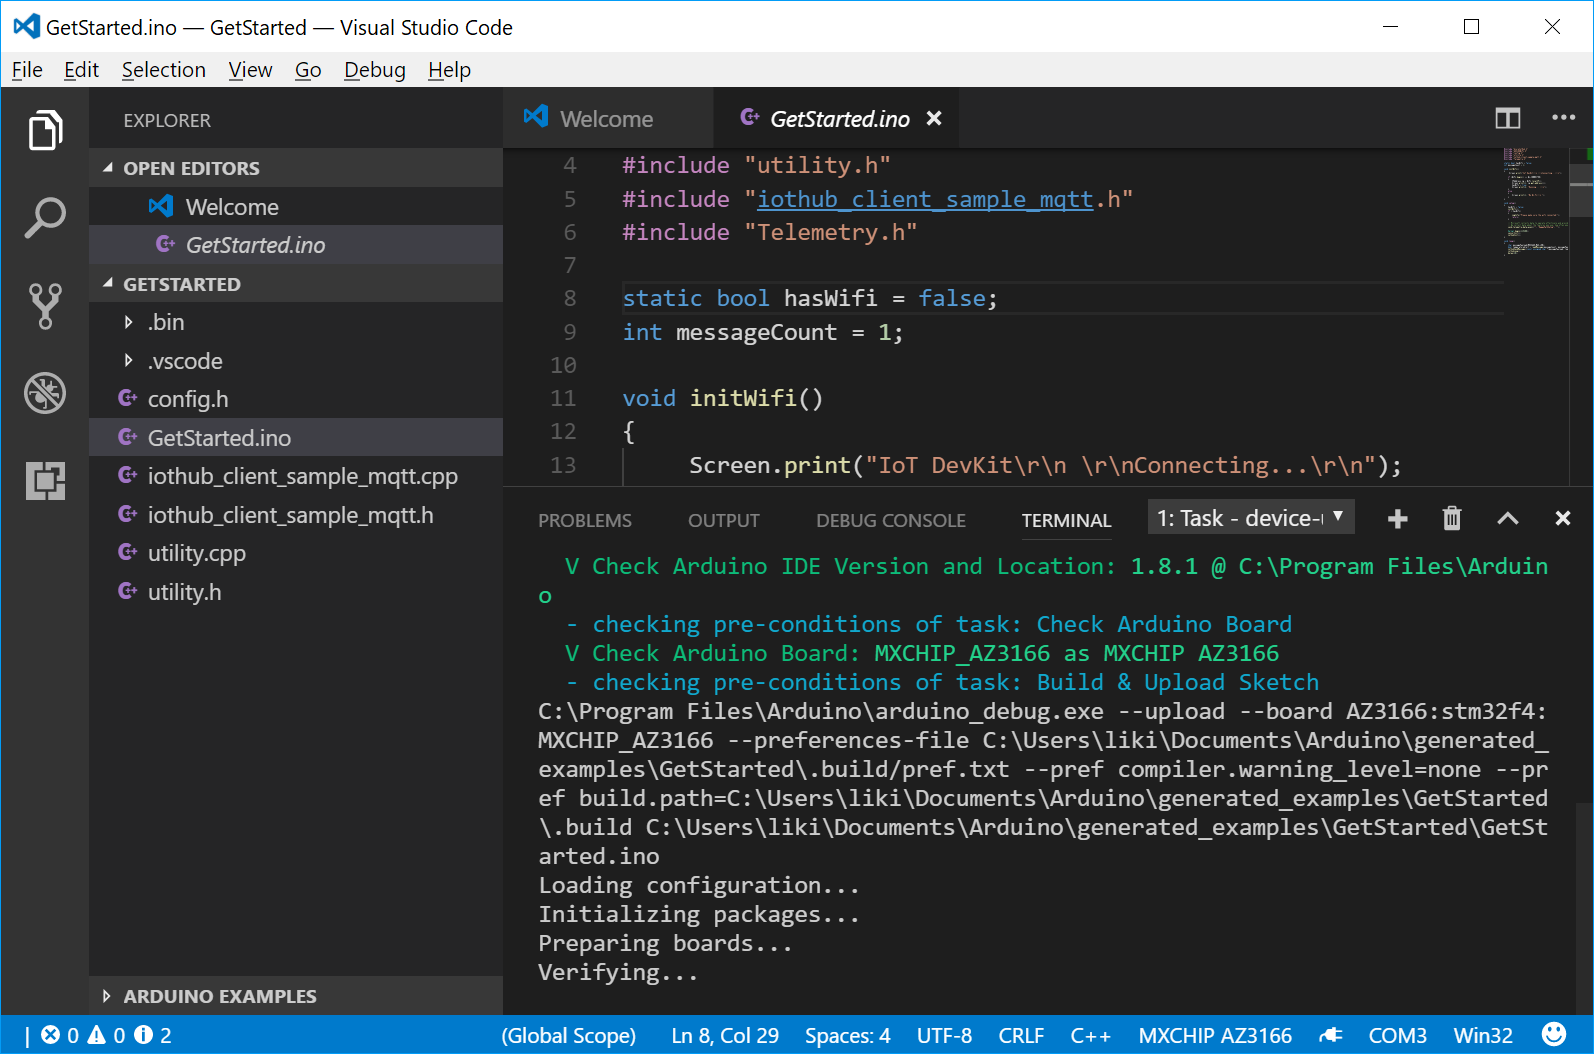 GetStarted.ino — GetStarted — Visual Studio Code
File Edit Selection View Go Debug Help
EXPLORER
OPEN EDITORS
Welcome
GetStarted.ino
GETSTARTED
.bin
.vscode
config.h
GetStarted.ino
iothub_client_sample_mqtt.cpp
iothub_client_sample_mqtt.h
utility.cpp
utility.h
ARDUINO EXAMPLES
Welcome GetStarted.ino
4 #include "utility.h"
5 #include "iothub_client_sample_mqtt.h"
6 #include "Telemetry.h"
7
8 static bool hasWifi = false;
9 int messageCount = 1;
10
11 void initWifi()
12 {
13 Screen.print("IoT DevKit\r\n \r\nConnecting...\r\n");
PROBLEMS OUTPUT DEBUG CONSOLE TERMINAL 1: Task - device-
V Check Arduino IDE Version and Location: 1.8.1 @ C:\Program Files\Arduin
o
- checking pre-conditions of task: Check Arduino Board
V Check Arduino Board: MXCHIP_AZ3166 as MXCHIP AZ3166
- checking pre-conditions of task: Build & Upload Sketch
C:\Program Files\Arduino\arduino_debug.exe --upload --board AZ3166:stm32f4:
MXCHIP_AZ3166 --preferences-file C:\Users\liki\Documents\Arduino\generated_
examples\GetStarted\.build/pref.txt --pref compiler.warning_level=none --pr
ef build.path=C:\Users\liki\Documents\Arduino\generated_examples\GetStarted
\.build C:\Users\liki\Documents\Arduino\generated_examples\GetStarted\GetSt
arted.ino
Loading configuration...
Initializing packages...
Preparing boards...
Verifying...
0 0 2 (Global Scope) Ln 8, Col 29 Spaces: 4 UTF-8 CRLF C++ MXCHIP AZ3166 COM3 Win32